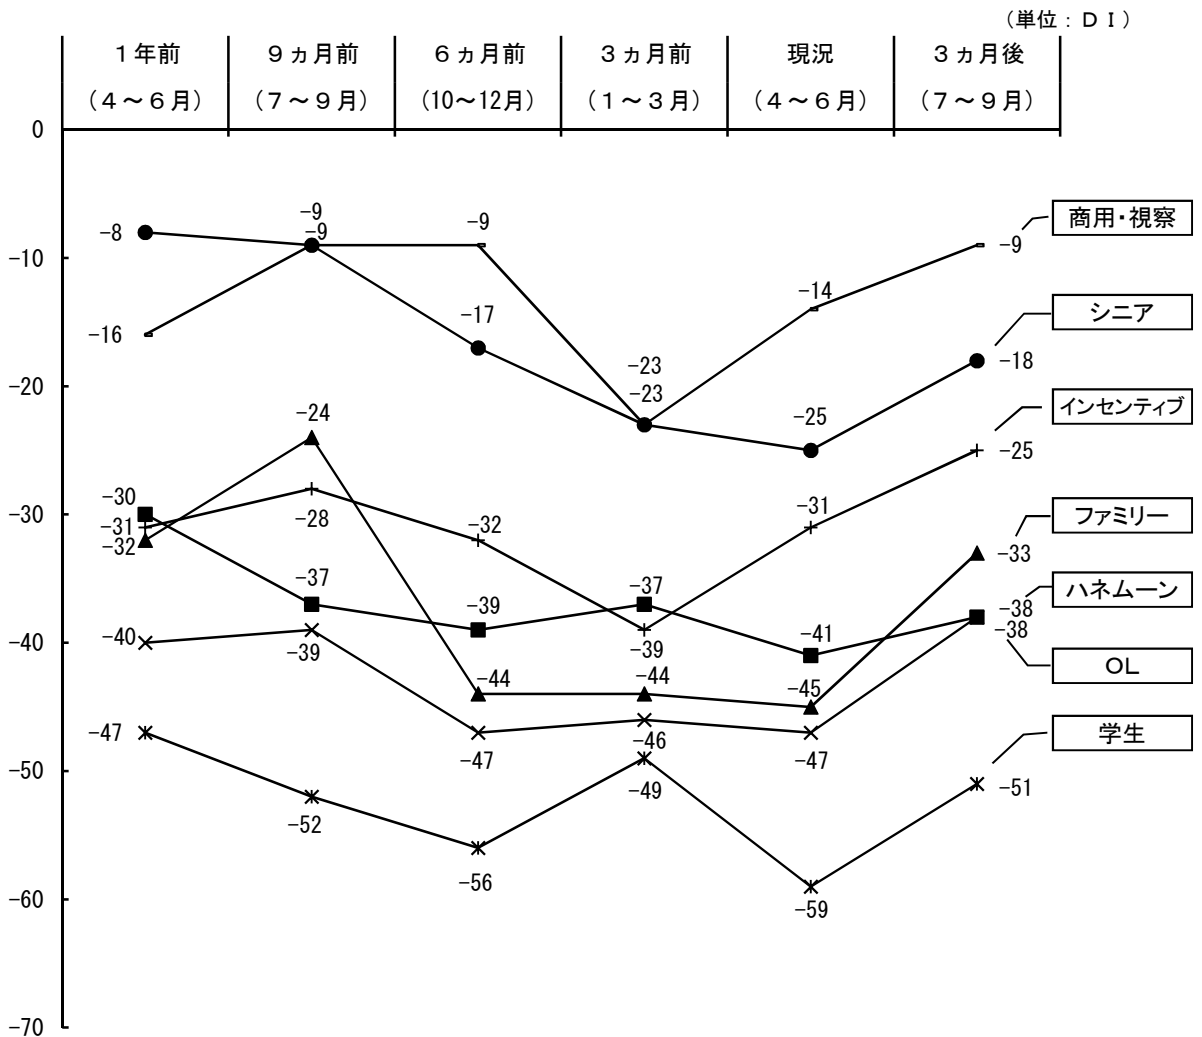 （単位：ＤＩ）
１年前 ９ヵ月前 ６ヵ月前 ３ヵ月前 現況 ３ヵ月後
（４～６月） （７～９月） （10～12月） （１～３月） （４～６月） （７～９月）
0
-9 -9 商用・視察
-8 -9 -9
-10
-14
-17 シニア
-16
-18
-23
-20
-23 インセンティブ
-24 -25
-25
-30 -31
-30
-31 -28 -32 ファミリー
-32 -33
-37 -37 ハネムーン
-39 -38
-40 -41 -38
-40
-39 -39
-44 -44 -45 OL
-47 -46 学生
-47 -47
-50
-49 -51
-52
-56
-60
-59
-70